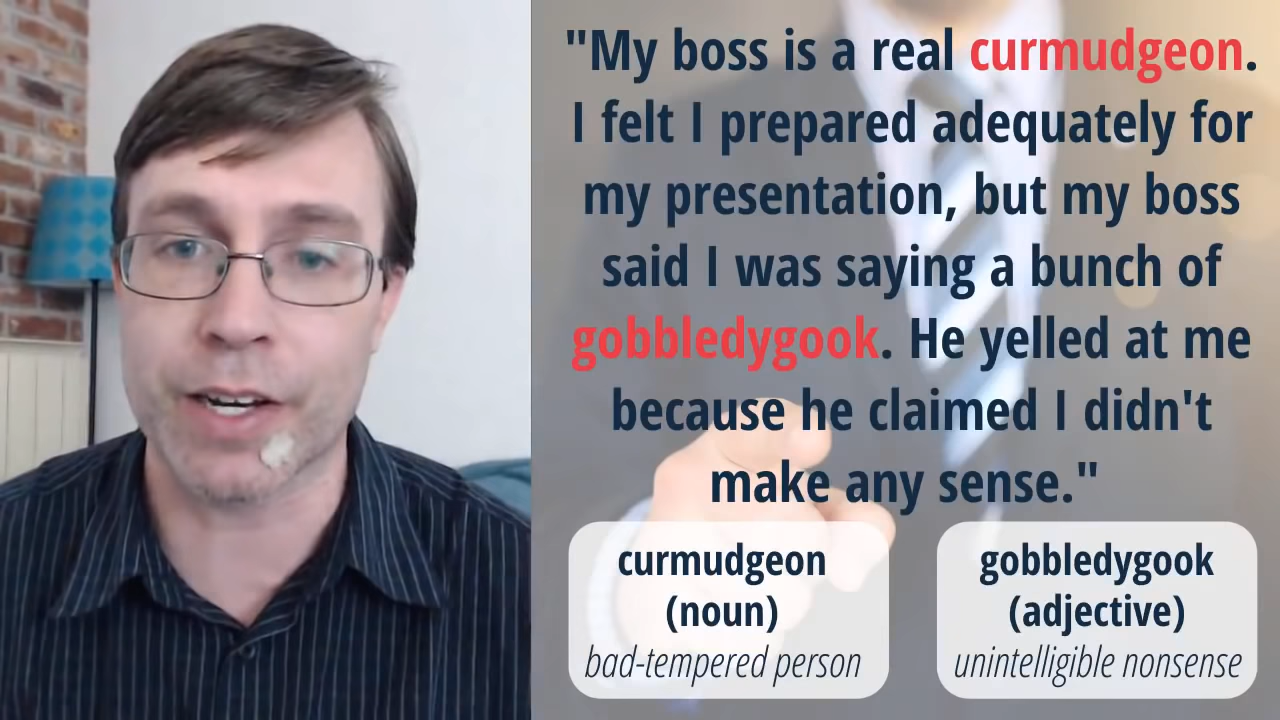 "My boss is a real curmudgeon.
I felt I prepared adequately for
my presentation, but my boss
said I was saying a bunch of
gobbledygook. He yelled at me
because he claimed I didn't
make any sense."
curmudgeon
(noun)
bad-tempered person
gobbledygook
(adjective)
unintelligible nonsense